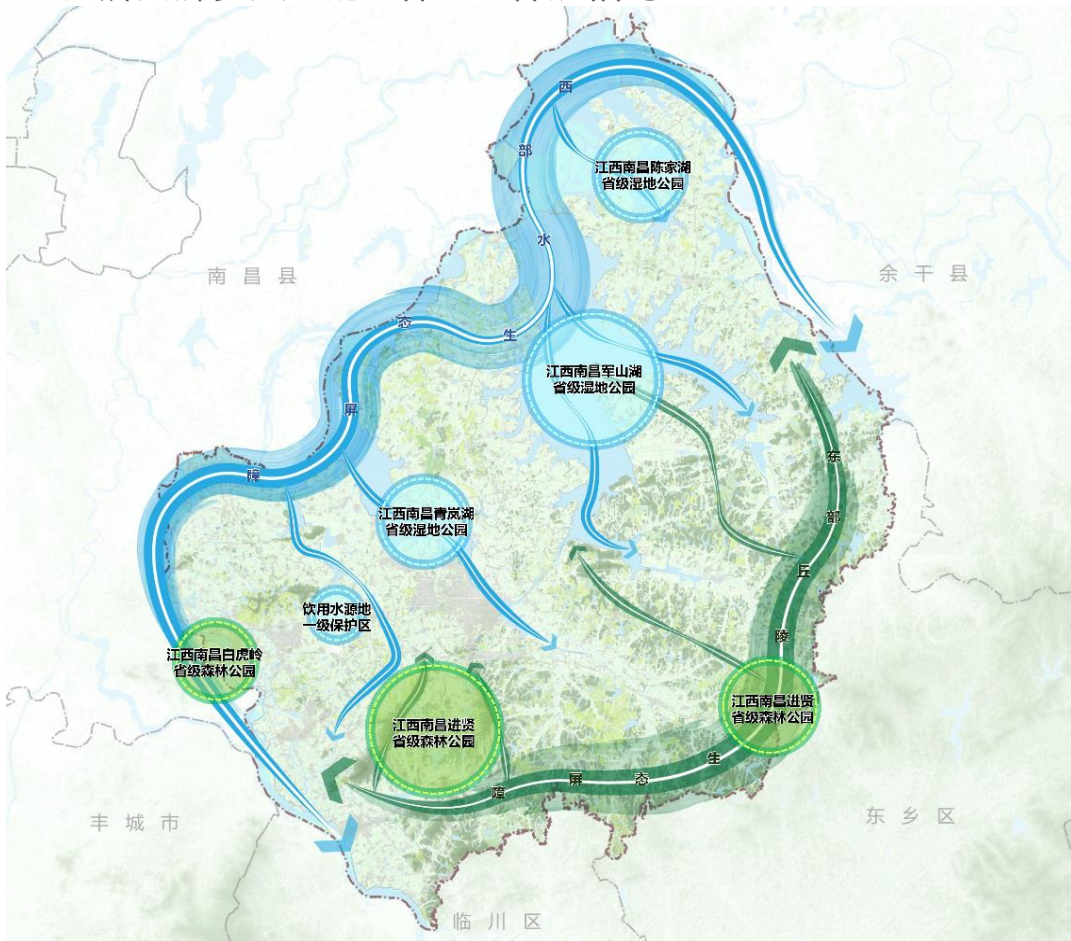 西
部
水
生
态
屏
障
江西南昌陈家湖
省级湿地公园
南昌县
余干县
江西南昌军山湖
省级湿地公园
东
部
丘
陵
生
态
屏
障
江西南昌青岚湖
省级湿地公园
饮用水源地
一级保护区
江西南昌白虎岭
省级森林公园
江西南昌进贤
省级森林公园
江西南昌进贤
省级森林公园
丰城市
东乡区
临川区